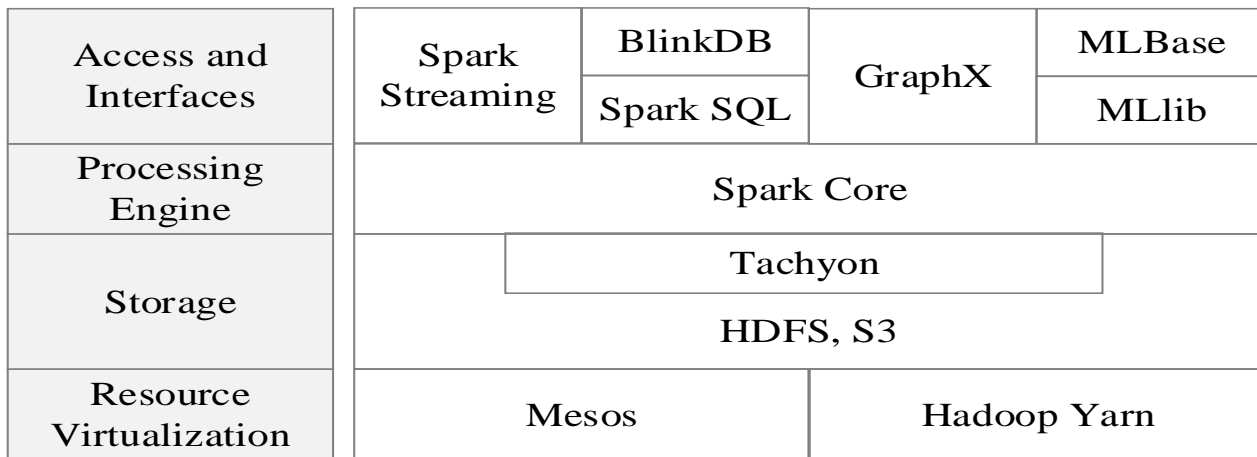 Access and
Interfaces
Spark
Streaming
BlinkDB
Spark SQL
GraphX
MLBase
MLlib
Processing
Engine
Spark Core
Storage
Tachyon
HDFS, S3
Resource
Virtualization
Mesos
Hadoop Yarn